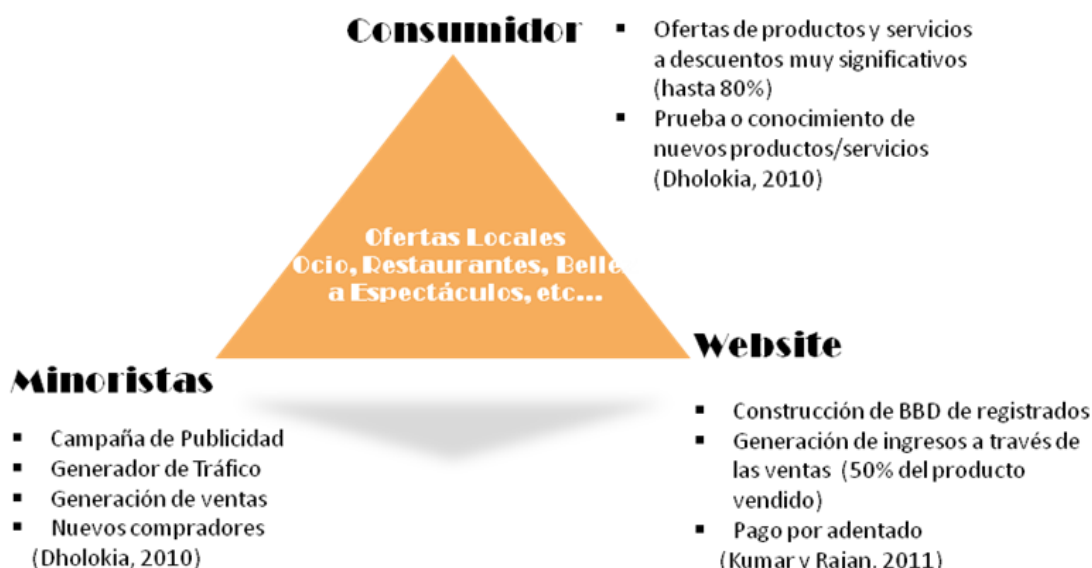 Consumidor
▪ Ofertas de productos y servicios
a descuentos muy significativos
(hasta 80%)
▪ Prueba o conocimiento de
nuevos productos/servicios
(Dholokia, 2010)
Ofertas Locales
Ocio, Restaurantes, Belle
a Espectáculos, etc...
Website
▪ Construcción de BBD de registrados
▪ Generación de ingresos a través de
las ventas (50% del producto
vendido)
▪ Pago por adentado
(Kumar y Rajan, 2011)
Minoristas
▪ Campaña de Publicidad
▪ Generador de Tráfico
▪ Generación de ventas
▪ Nuevos compradores
(Dholokia, 2010)